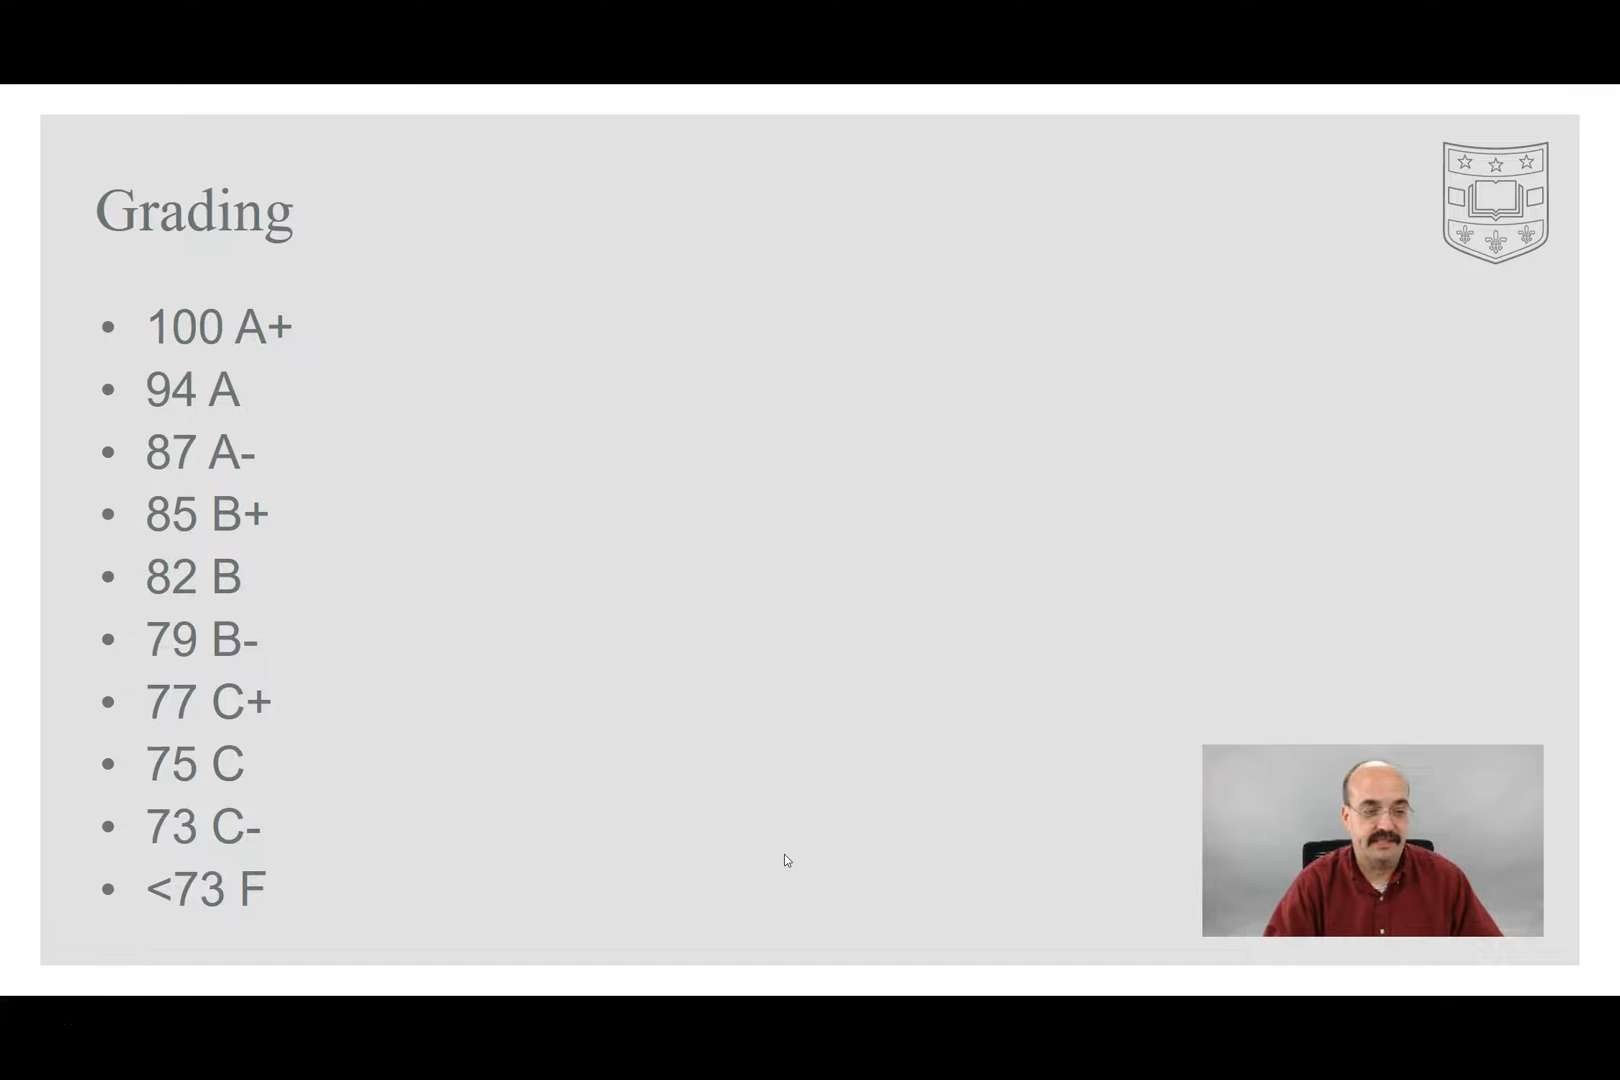 Grading
• 100 A+
• 94 A
• 87 A-
• 85 B+
• 82 B
• 79 B-
• 77 C+
• 75 C
• 73 C-
• <73 F